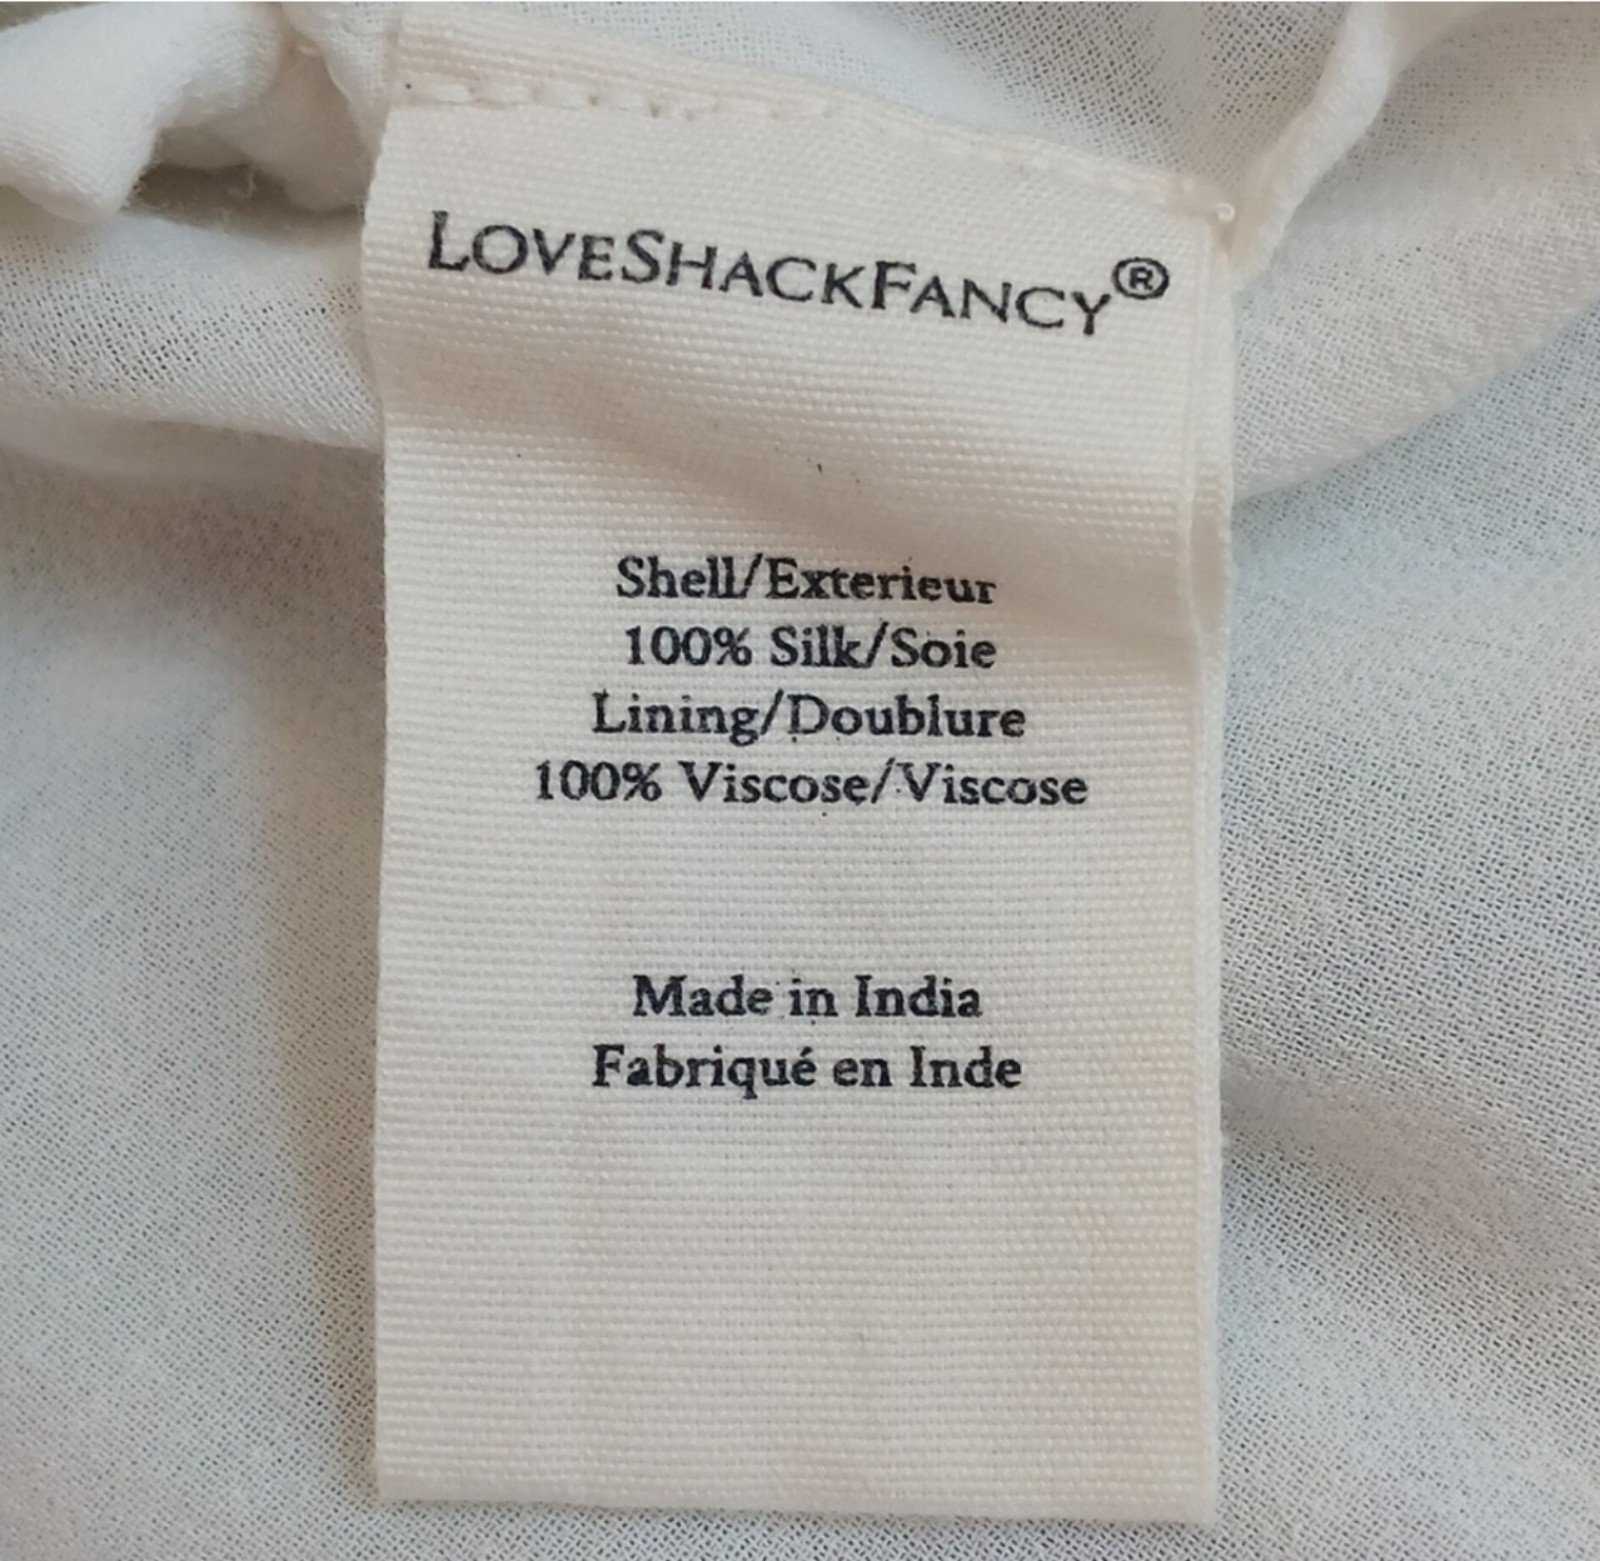 LOVESHACKFANCY®
Shell/Exterieur
100% Silk/Soie
Lining/Doublure
100% Viscose/Viscose
Made in India
Fabriqué en Inde